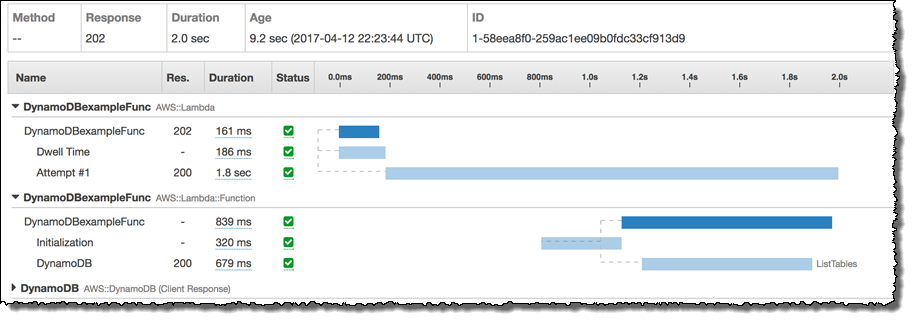 Method Response Duration Age ID
-- 202 2.0 sec 9.2 sec (2017-04-12 22:23:44 UTC) 1-58eea8f0-259ac1ee09b0fdc33cf913d9
Name Res. Duration Status 0.0ms 200ms 400ms 600ms 800ms 1.0s 1.2s 1.4s 1.6s 1.8s 2.0s
DynamoDBexampleFunc AWS::Lambda
DynamoDBexampleFunc 202 161 ms
Dwell Time - 186 ms
Attempt #1 200 1.8 sec
DynamoDBexampleFunc AWS::Lambda::Function
DynamoDBexampleFunc - 839 ms
Initialization - 320 ms
DynamoDB 200 679 ms ListTables
DynamoDB AWS::DynamoDB (Client Response)